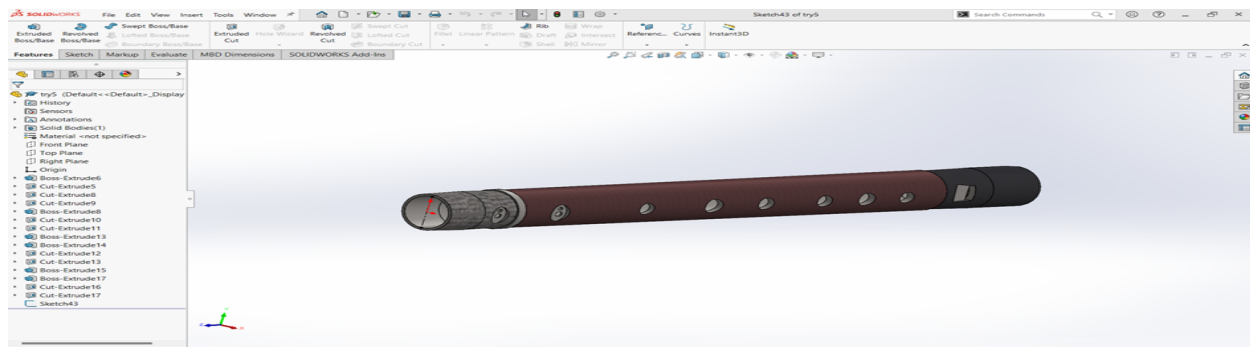 SOLIDWORKS File Edit View Insert Tools Window Sketch43 of try5 Search Commands
Extruded Boss/Base Revolved Boss/Base Swept Boss/Base Lofted Boss/Base Boundary Boss/Base Extruded Cut Hole Wizard Revolved Cut Swept Cut Lofted Cut Boundary Cut Fillet Linear Pattern Rib Draft Shell Wrap Intersect Mirror Referenc... Curves Instant3D
Features Sketch Markup Evaluate MBD Dimensions SOLIDWORKS Add-Ins
try5 (Default<<Default>_Display
History
Sensors
Annotations
Solid Bodies(1)
Material <not specified>
Front Plane
Top Plane
Right Plane
Origin
Boss-Extrude6
Cut-Extrude5
Cut-Extrude8
Cut-Extrude9
Boss-Extrude8
Cut-Extrude10
Cut-Extrude11
Boss-Extrude13
Boss-Extrude14
Cut-Extrude12
Cut-Extrude13
Boss-Extrude15
Boss-Extrude17
Cut-Extrude16
Cut-Extrude17
Sketch43